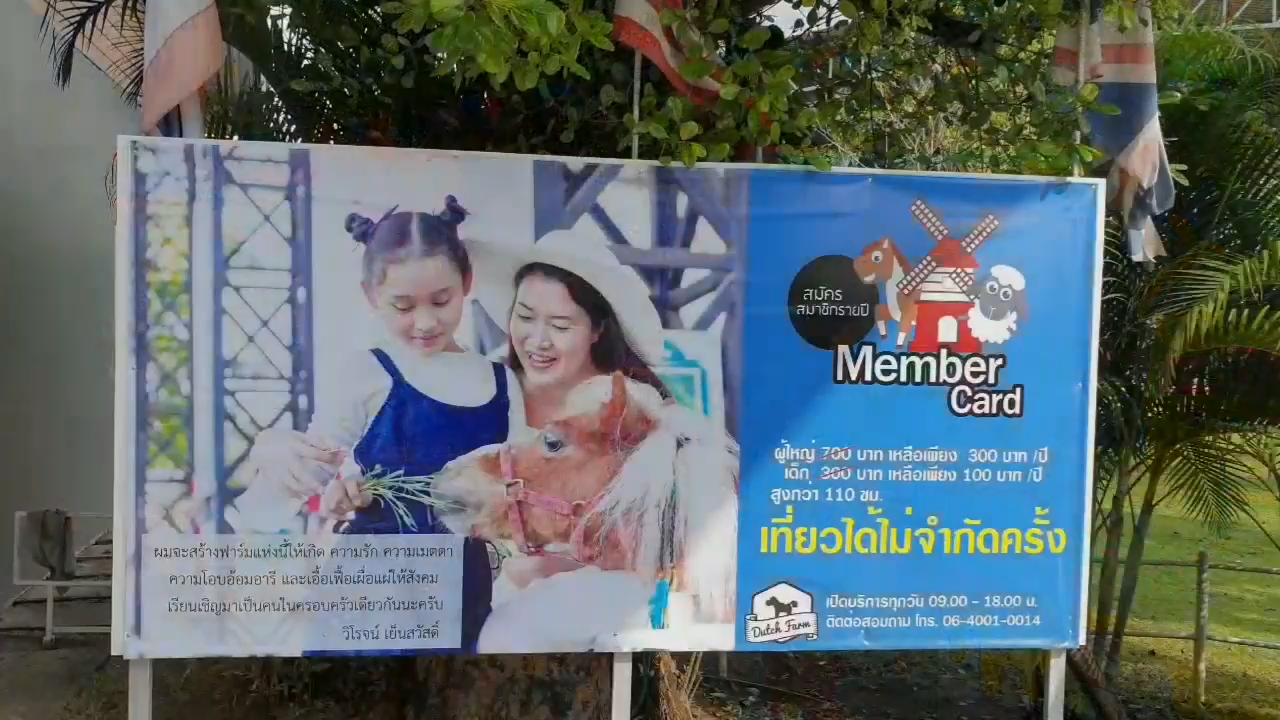 สมัคร
สมาชิกรายปี
Member
Card
ผู้ใหญ่ 700 บาท เหลือเพียง 300 บาท /ปี
เด็ก 300 บาท เหลือเพียง 100 บาท /ปี
สูงกว่า 110 ซม.
เที่ยวได้ไม่จำกัดครั้ง
Dutch Farm
เปิดบริการทุกวัน 09.00 - 18.00 น.
ติดต่อสอบถาม โทร. 06-4001-0014
ผมจะสร้างฟาร์มแห่งนี้ให้เกิด ความรัก ความเมตตา
ความโอบอ้อมอารี และเอื้อเฟื้อเผื่อแผ่ให้สังคม
เรียนเชิญมาเป็นคนในครอบครัวเดียวกันนะครับ
วิโรจน์ เย็นสวัสดิ์